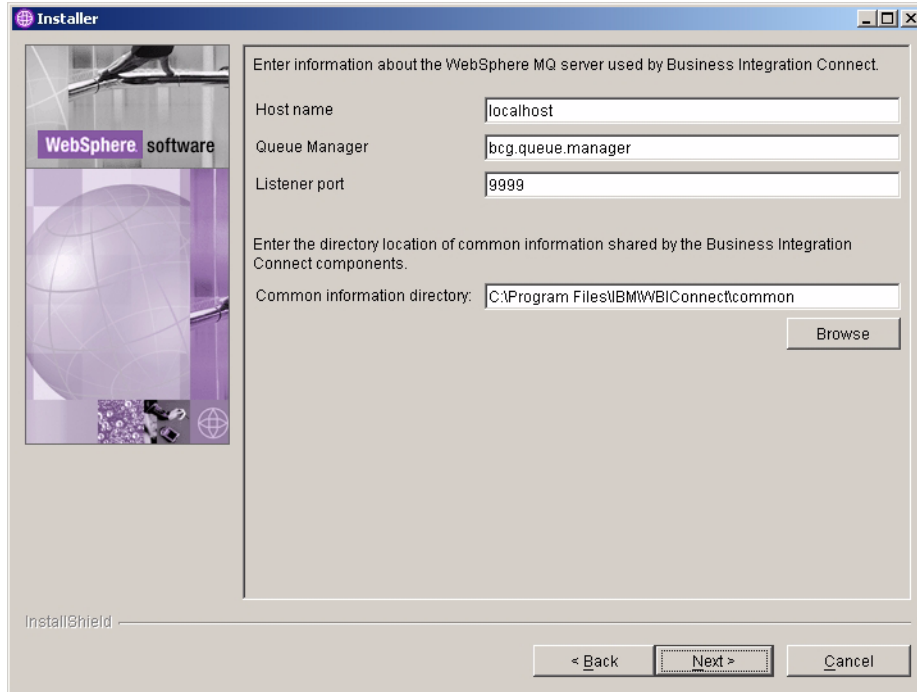 Installer
WebSphere software
Enter information about the WebSphere MQ server used by Business Integration Connect.
Host name localhost
Queue Manager bcg.queue.manager
Listener port 9999
Enter the directory location of common information shared by the Business Integration
Connect components.
Common information directory: C:\Program Files\IBM\WBIConnect\common
Browse
InstallShield
< Back Next > Cancel